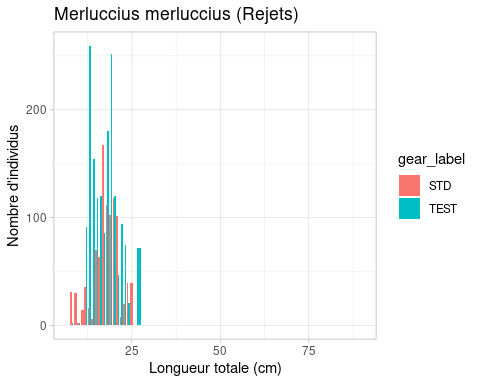 Merluccius merluccius (Rejets)
Nombre d'individus
200
100
0
25
50
75
Longueur totale (cm)
gear_label
STD
TEST